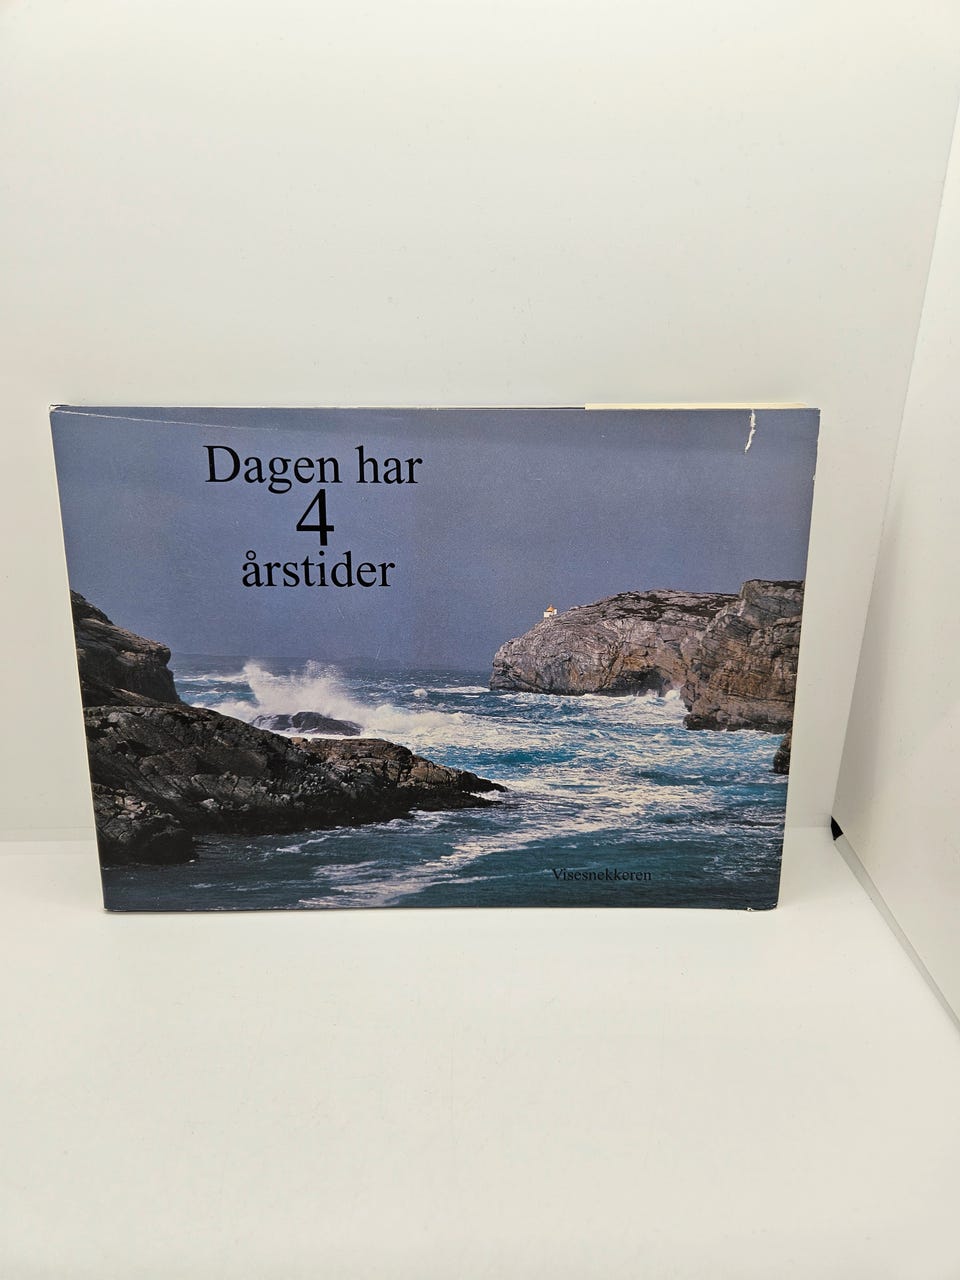 Dagen har
4
årstider
Visesnekkeren